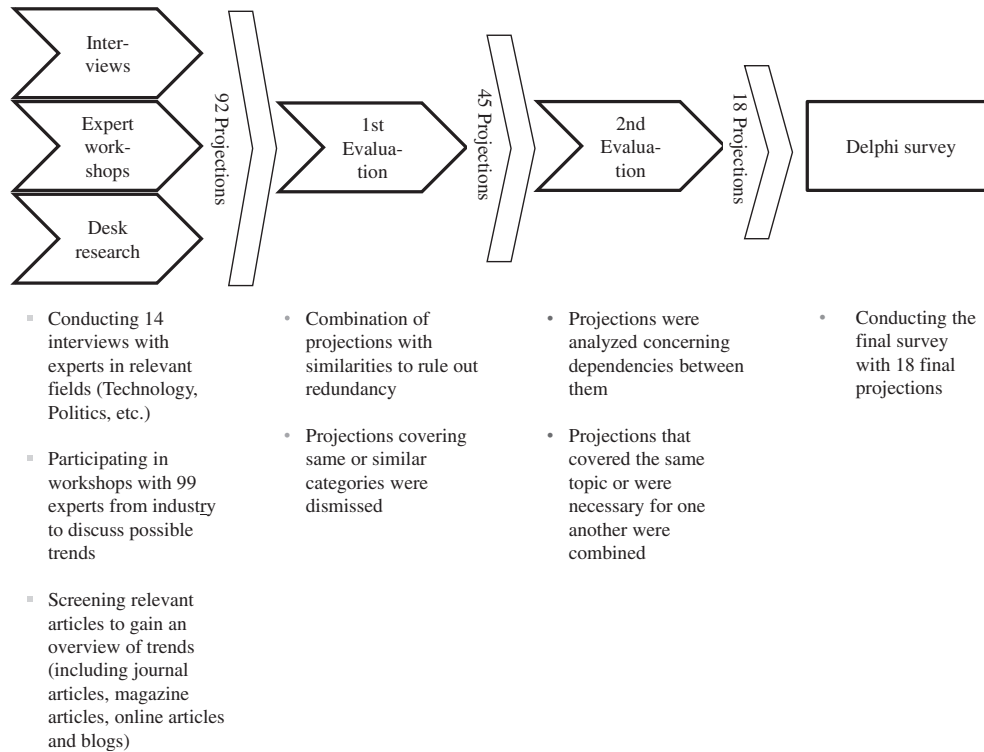 Inter-
views
Expert
work-
shops
Desk
research
92 Projections
1st
Evalua-
tion
45 Projections
2nd
Evalua-
tion
18 Projections
Delphi survey
Conducting 14
interviews with
experts in relevant
fields (Technology,
Politics, etc.)
Participating in
workshops with 99
experts from industry
to discuss possible
trends
Screening relevant
articles to gain an
overview of trends
(including journal
articles, magazine
articles, online articles
and blogs)
Combination of
projections with
similarities to rule out
redundancy
Projections covering
same or similar
categories were
dismissed
Projections were
analyzed concerning
dependencies between
them
Projections that
covered the same
topic or were
necessary for one
another were
combined
Conducting the
final survey
with 18 final
projections